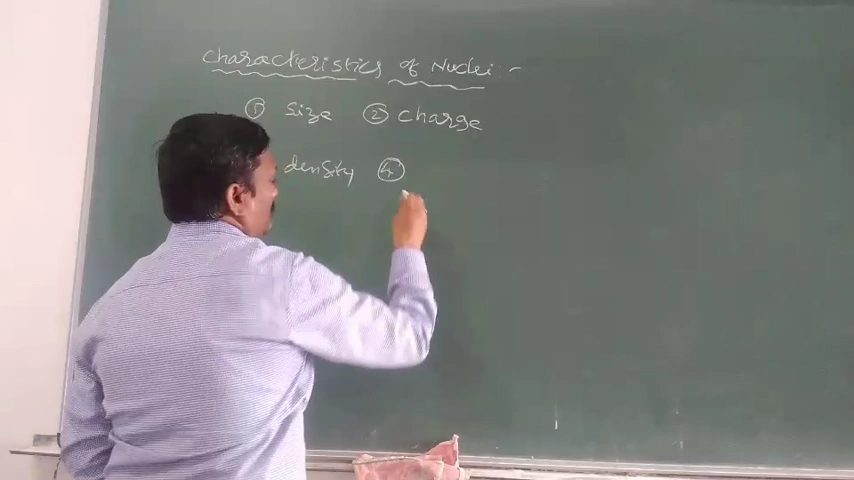 Characteristics of Nuclei :-
① Size ② Charge
density ④